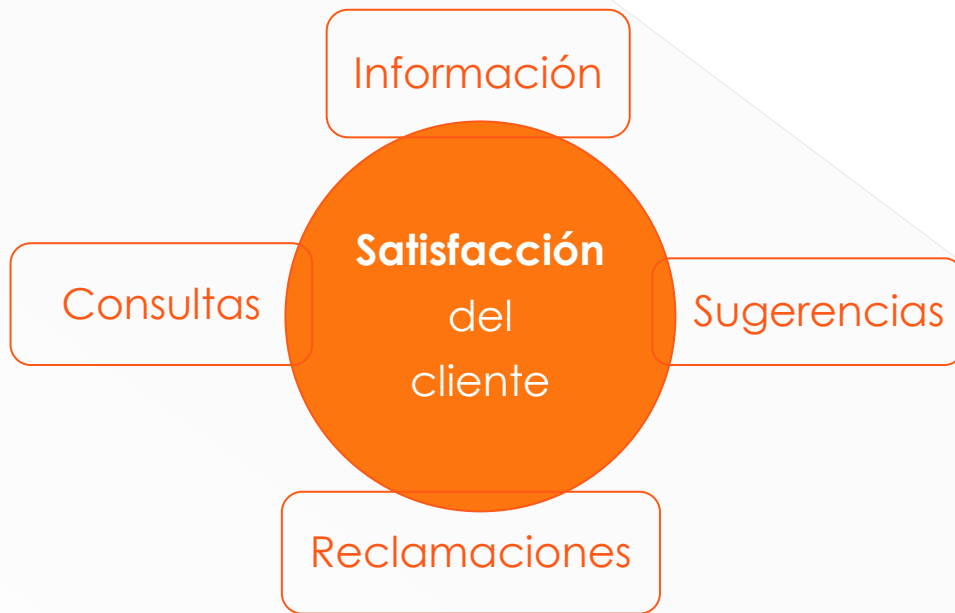 Información
Satisfacción
del
cliente
Consultas
Sugerencias
Reclamaciones